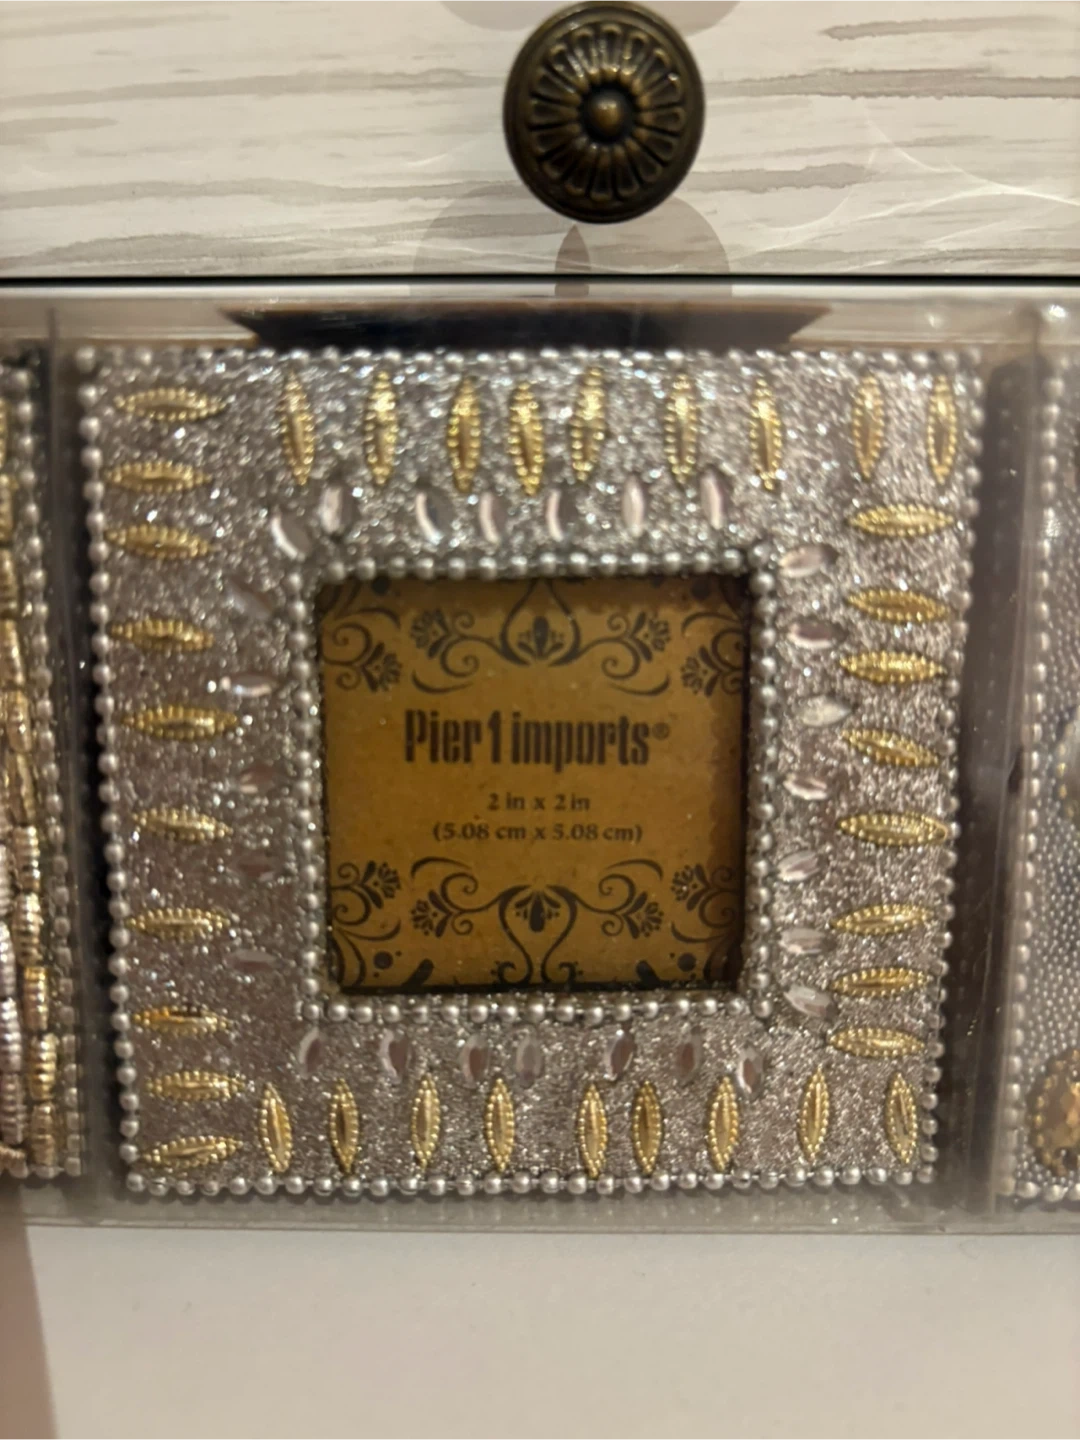 Pier 1 imports®
2 in x 2 in
(5.08 cm x 5.08 cm)